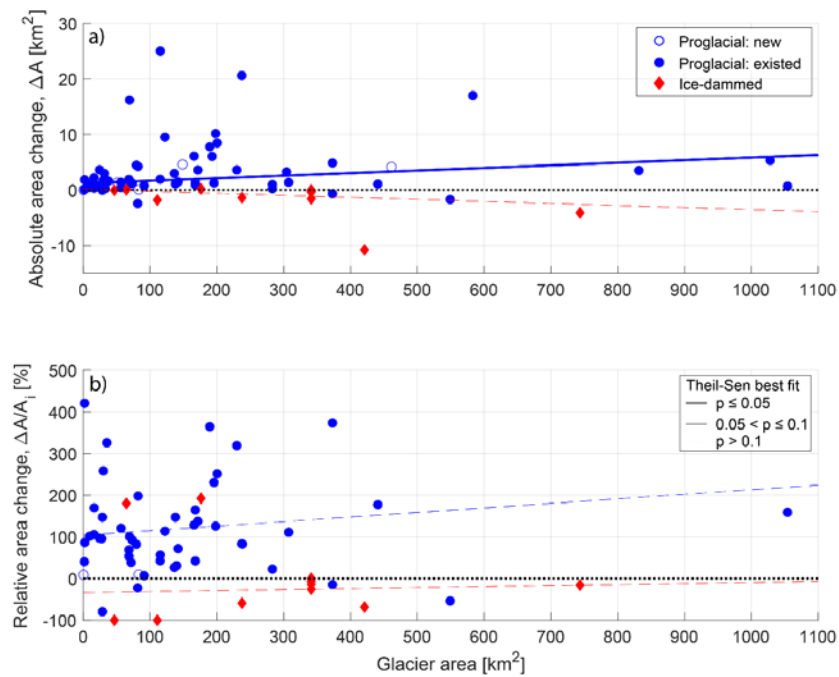 a)
Absolute area change, ΔA [km²]
30
20
10
0
-10
Proglacial: new
Proglacial: existed
Ice-dammed
0 100 200 300 400 500 600 700 800 900 1000 1100
b)
Relative area change, ΔA/Aᵢ [%]
500
400
300
200
100
0
-100
Theil-Sen best fit
p ≤ 0.05
0.05 < p ≤ 0.1
p > 0.1
0 100 200 300 400 500 600 700 800 900 1000 1100
Glacier area [km²]